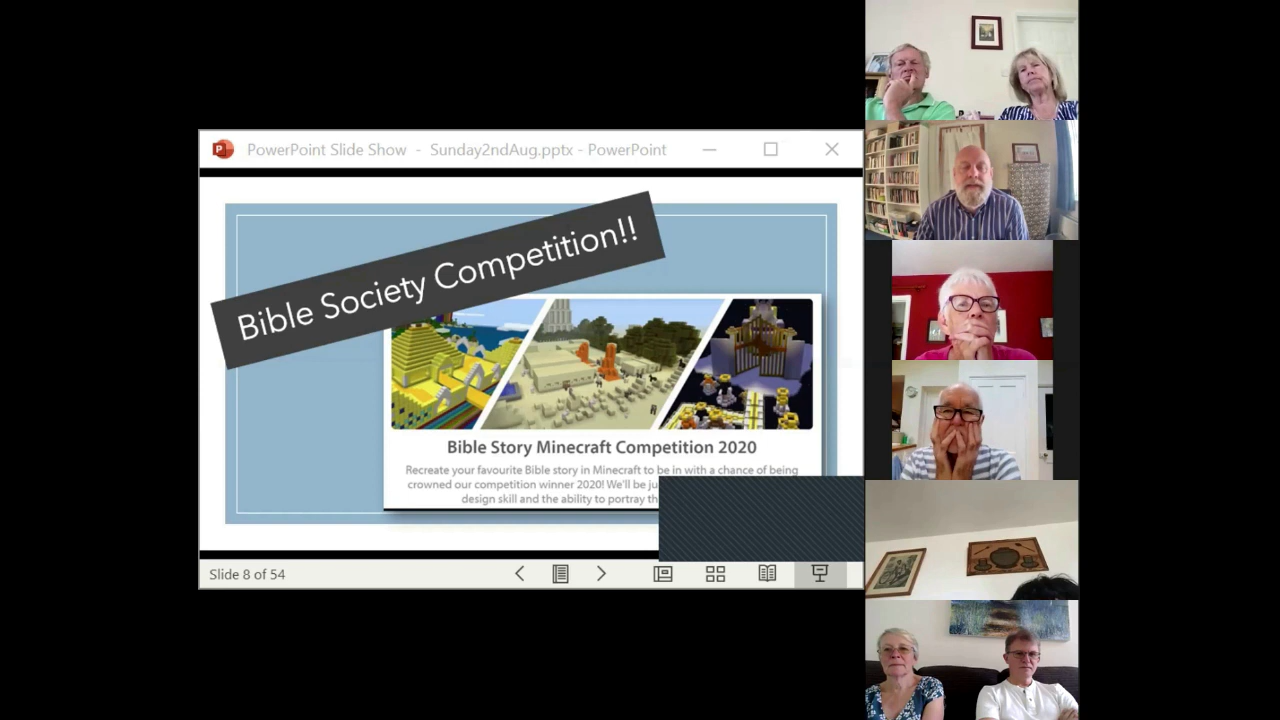 PowerPoint Slide Show - Sunday2ndAug.pptx - PowerPoint
Bible Society Competition!!
Bible Story Minecraft Competition 2020
Recreate your favourite Bible story in Minecraft to be in with a chance of being
crowned our competition winner 2020! We'll be
design skill and the ability to portray
Slide 8 of 54